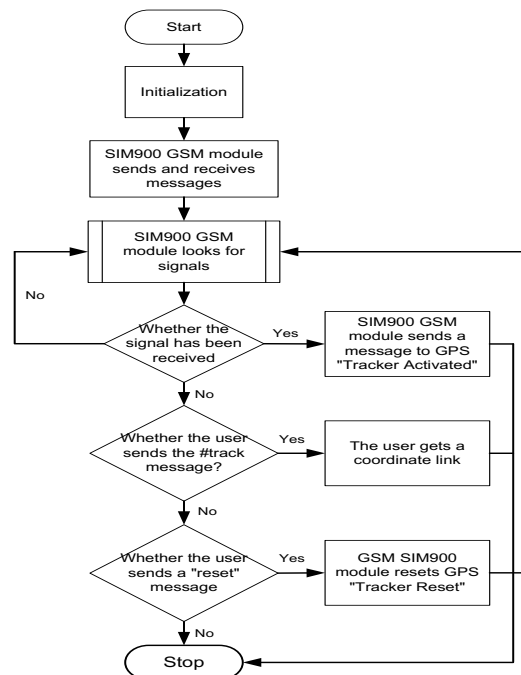 Start
Initialization
SIM900 GSM module
sends and receives
messages
SIM900 GSM
module looks for
signals
No
Whether the
signal has been
received
Yes
SIM900 GSM
module sends a
message to GPS
"Tracker Activated"
No
Whether the user
sends the #track
message?
Yes
The user gets a
coordinate link
No
Whether the user
sends a "reset"
message
Yes
GSM SIM900
module resets GPS
"Tracker Reset"
No
Stop